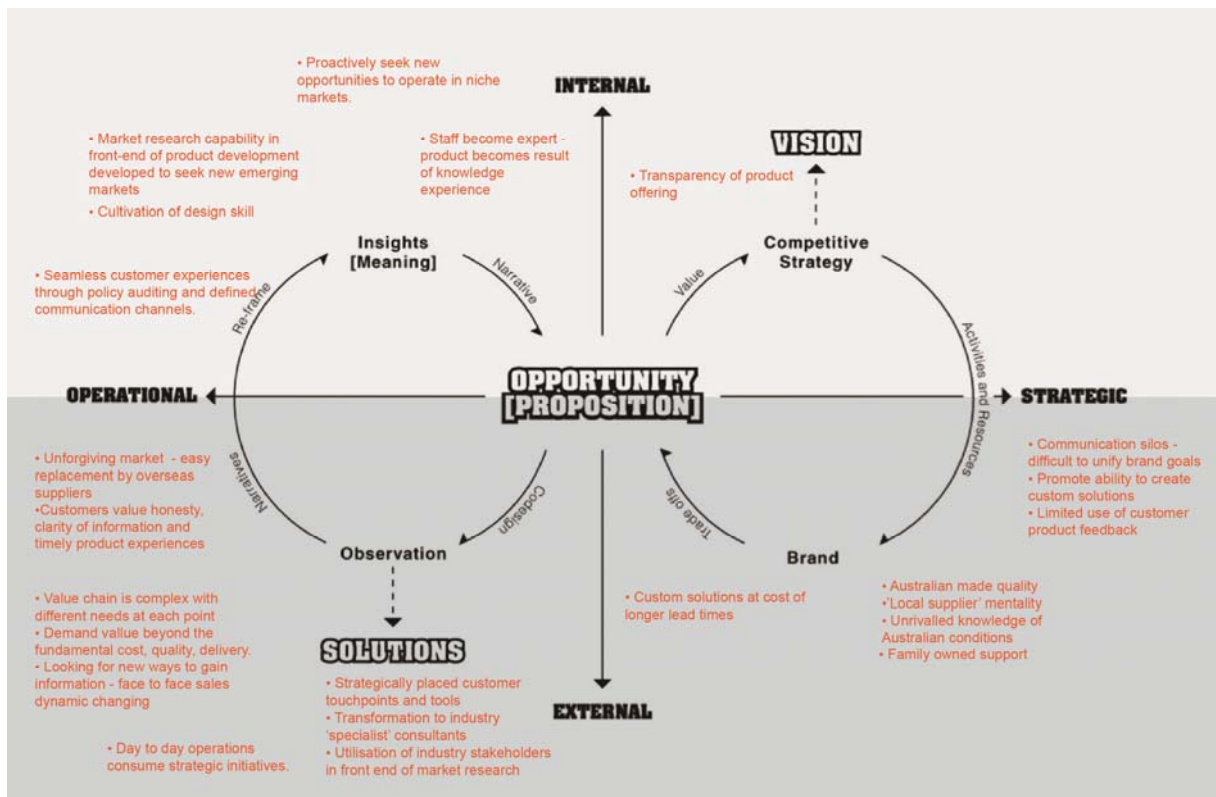 • Proactively seek new
opportunities to operate in niche
markets.
INTERNAL
• Market research capability in
front-end of product development
developed to seek new emerging
markets
• Cultivation of design skill
• Staff become expert -
product becomes result
of knowledge
experience
VISION
• Transparency of product
offering
Insights
[Meaning]
Competitive
Strategy
• Seamless customer experiences
through policy auditing and defined
communication channels.
Re-frame
Narrative
Value
Activities and Resources
OPERATIONAL
OPPORTUNITY
[PROPOSITION]
STRATEGIC
• Unforgiving market - easy
replacement by overseas
suppliers
•Customers value honesty,
clarity of information and
timely product experiences
Narratives
Codesign
Trade offs
• Communication silos -
difficult to unify brand goals
• Promote ability to create
custom solutions
• Limited use of customer
product feedback
Observation
Brand
• Value chain is complex with
different needs at each point
• Demand vallue beyond the
fundamental cost, quality, delivery.
• Looking for new ways to gain
information - face to face sales
dynamic changing
• Custom solutions at cost of
longer lead times
• Australian made quality
•'Local supplier' mentality
• Unrivalled knowledge of
Australian conditions
• Family owned support
SOLUTIONS
• Strategically placed customer
touchpoints and tools
• Transformation to industry
'specialist' consultants
• Utilisation of industry stakeholders
in front end of market research
EXTERNAL
• Day to day operations
consume strategic initiatives.